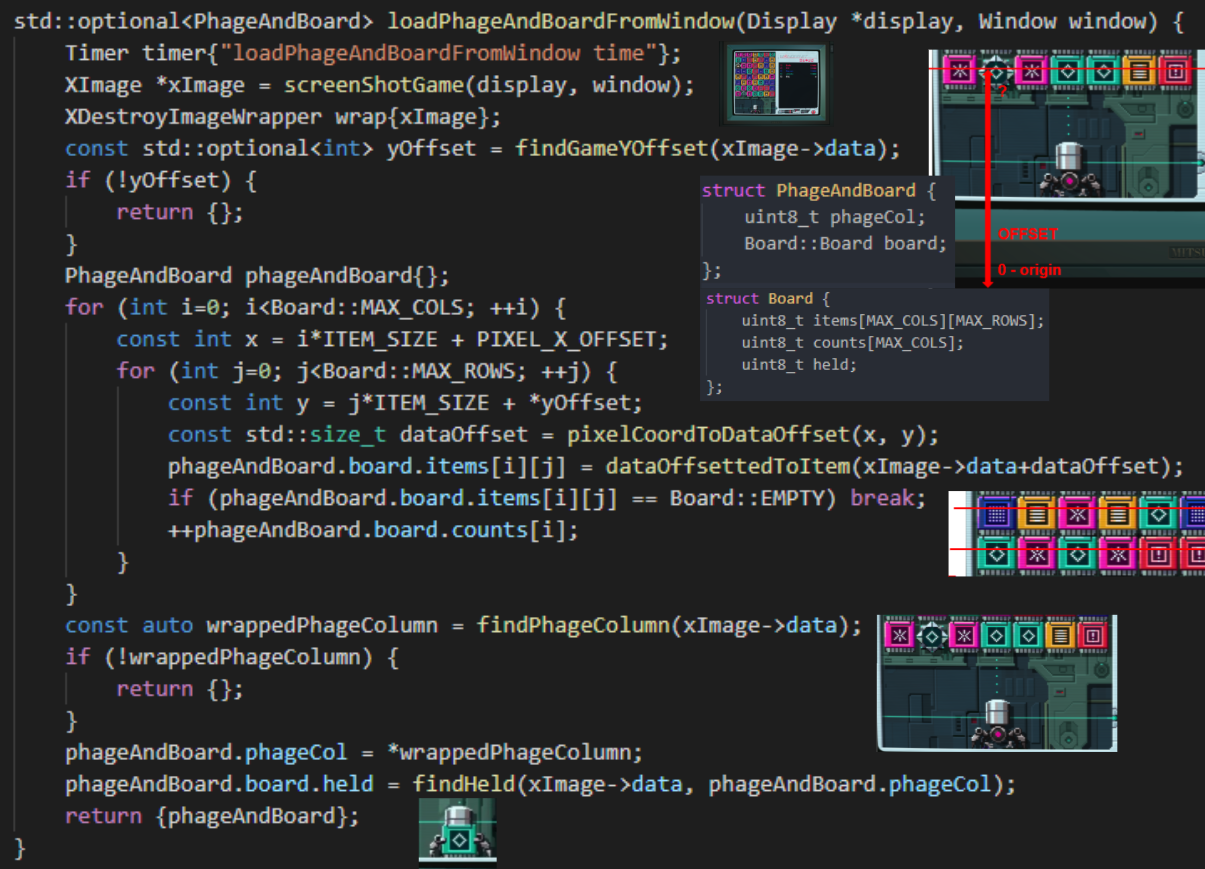 std::optional<PhageAndBoard> loadPhageAndBoardFromWindow(Display *display, Window window) {
    Timer timer{"loadPhageAndBoardFromWindow time"};
    XImage *xImage = screenShotGame(display, window);
    XDestroyImageWrapper wrap{xImage};
    const std::optional<int> yOffset = findGameYOffset(xImage->data);
    if (!yOffset) {
        return {};
    }
    PhageAndBoard phageAndBoard{};
    for (int i=0; i<Board::MAX_COLS; ++i) {
        const int x = i*ITEM_SIZE + PIXEL_X_OFFSET;
        for (int j=0; j<Board::MAX_ROWS; ++j) {
            const int y = j*ITEM_SIZE + *yOffset;
            const std::size_t dataOffset = pixelCoordToDataOffset(x, y);
            phageAndBoard.board.items[i][j] = dataOffsettedToItem(xImage->data+dataOffset);
            if (phageAndBoard.board.items[i][j] == Board::EMPTY) break;
            ++phageAndBoard.board.counts[i];
        }
    }
    const auto wrappedPhageColumn = findPhageColumn(xImage->data);
    if (!wrappedPhageColumn) {
        return {};
    }
    phageAndBoard.phageCol = *wrappedPhageColumn;
    phageAndBoard.board.held = findHeld(xImage->data, phageAndBoard.phageCol);
    return {phageAndBoard};
}
struct PhageAndBoard {
    uint8_t phageCol;
    Board::Board board;
};
struct Board {
    uint8_t items[MAX_COLS][MAX_ROWS];
    uint8_t counts[MAX_COLS];
    uint8_t held;
};
?
OFFSET
0 - origin